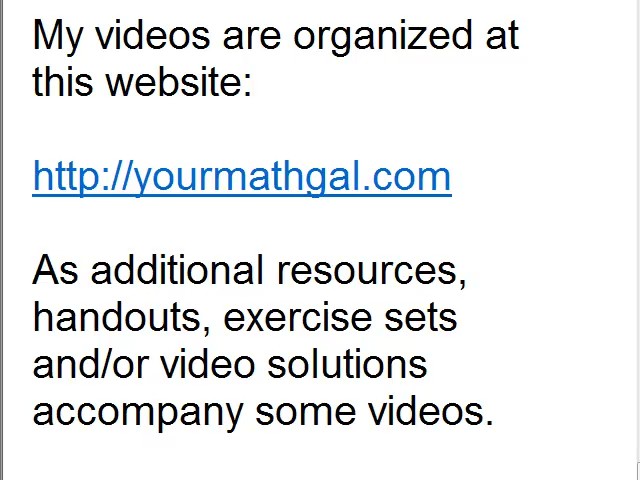 My videos are organized at
this website:
http://yourmathgal.com
As additional resources,
handouts, exercise sets
and/or video solutions
accompany some videos.